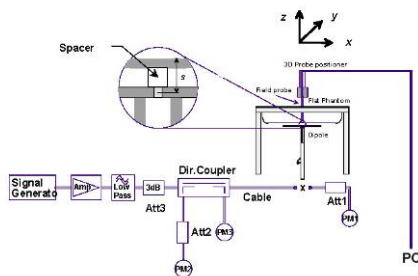 z
y
x
3D Probe positioner
Spacer
s
Field probe
Flat Phantom
Dipole
Dir.Coupler
Signal
Generato
Amp
Low
Pass
3dB
Cable
x
Att1
Att3
Att2
PM3
PM1
PM2
PC